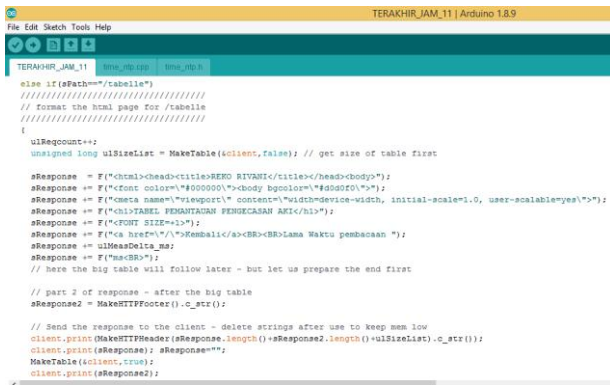 TERAKHIR_JAM_11 | Arduino 1.8.9
File Edit Sketch Tools Help
TERAKHIR_JAM_11 time_ntp.cpp time_ntp.h
else if(sPath=="/tabelle")
////////////////////////////////////
// format the html page for /tabelle
////////////////////////////////////
{
ulReqcount++;
unsigned long ulSizeList = MakeTable(&client,false); // get size of table first
sResponse = F("<html><head><title>REKO RIVANI</title></head><body>");
sResponse += F("<font color=\"#000000\"><body bgcolor=\"#d0d0f0\">");
sResponse += F("<meta name=\"viewport\" content=\"width=device-width, initial-scale=1.0, user-scalable=yes\">");
sResponse += F("<h1>TABEL PEMANTAUAN PENGECASAN AKI</h1>");
sResponse += F("<FONT SIZE=+1>");
sResponse += F("<a href=\"/\">Kembali</a><BR><BR>Lama Waktu pembacaan ");
sResponse += ulMeasDelta_ms;
sResponse += F("ms<BR>");
// here the big table will follow later - but let us prepare the end first
// part 2 of response - after the big table
sResponse2 = MakeHTTPFooter().c_str();
// Send the response to the client - delete strings after use to keep mem low
client.print(MakeHTTPHeader(sResponse.length()+sResponse2.length()+ulSizeList).c_str());
client.print(sResponse); sResponse="";
MakeTable(&client,true);
client.print(sResponse2);